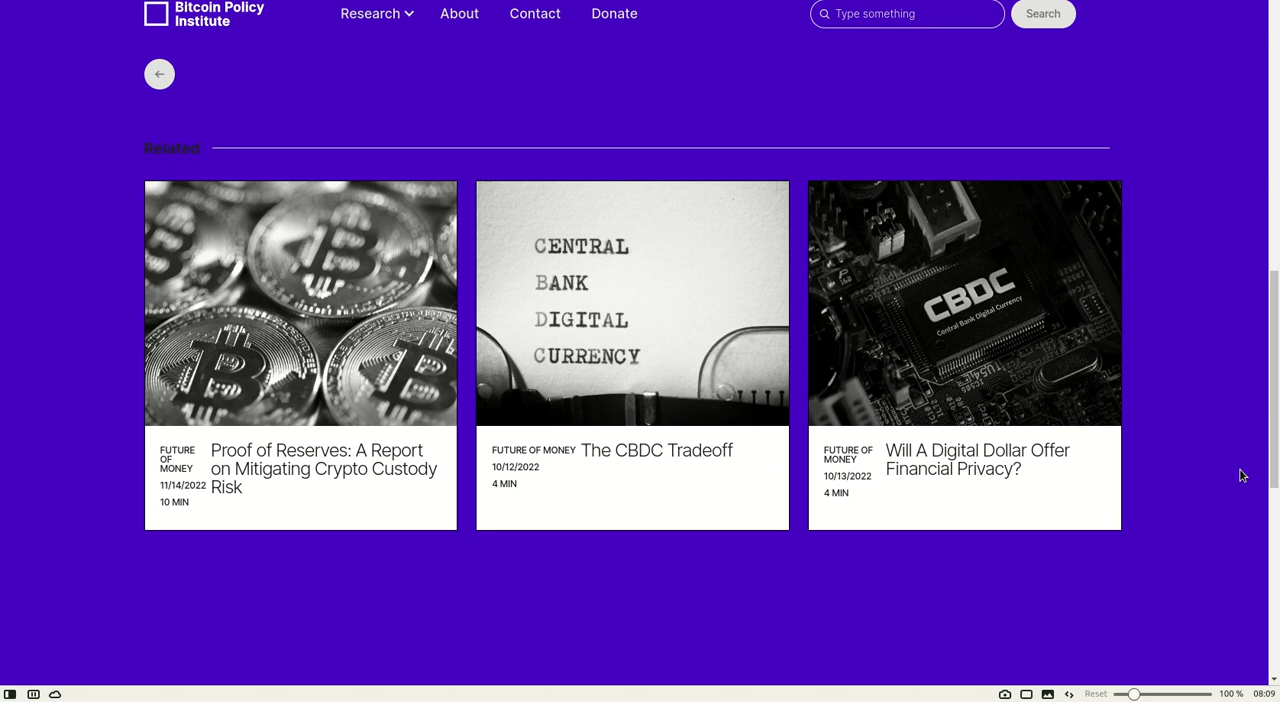 Bitcoin Policy
Institute
Research
About
Contact
Donate
Type something
Search
Related
CENTRAL
BANK
DIGITAL
CURRENCY
CBDC
Central Bank Digital Currency
FUTURE
OF
MONEY
11/14/2022
10 MIN
Proof of Reserves: A Report
on Mitigating Crypto Custody
Risk
FUTURE OF MONEY
10/12/2022
4 MIN
The CBDC Tradeoff
FUTURE OF
MONEY
10/13/2022
4 MIN
Will A Digital Dollar Offer
Financial Privacy?
Reset
100 %
08:09